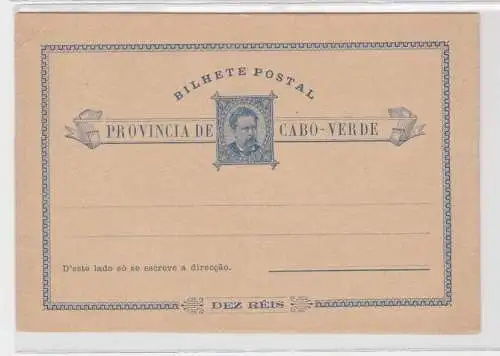 BILHETE POSTAL
PROVINCIA DE CABO-VERDE
D'este lado só se escreve a direcção.
DEZ RÉIS